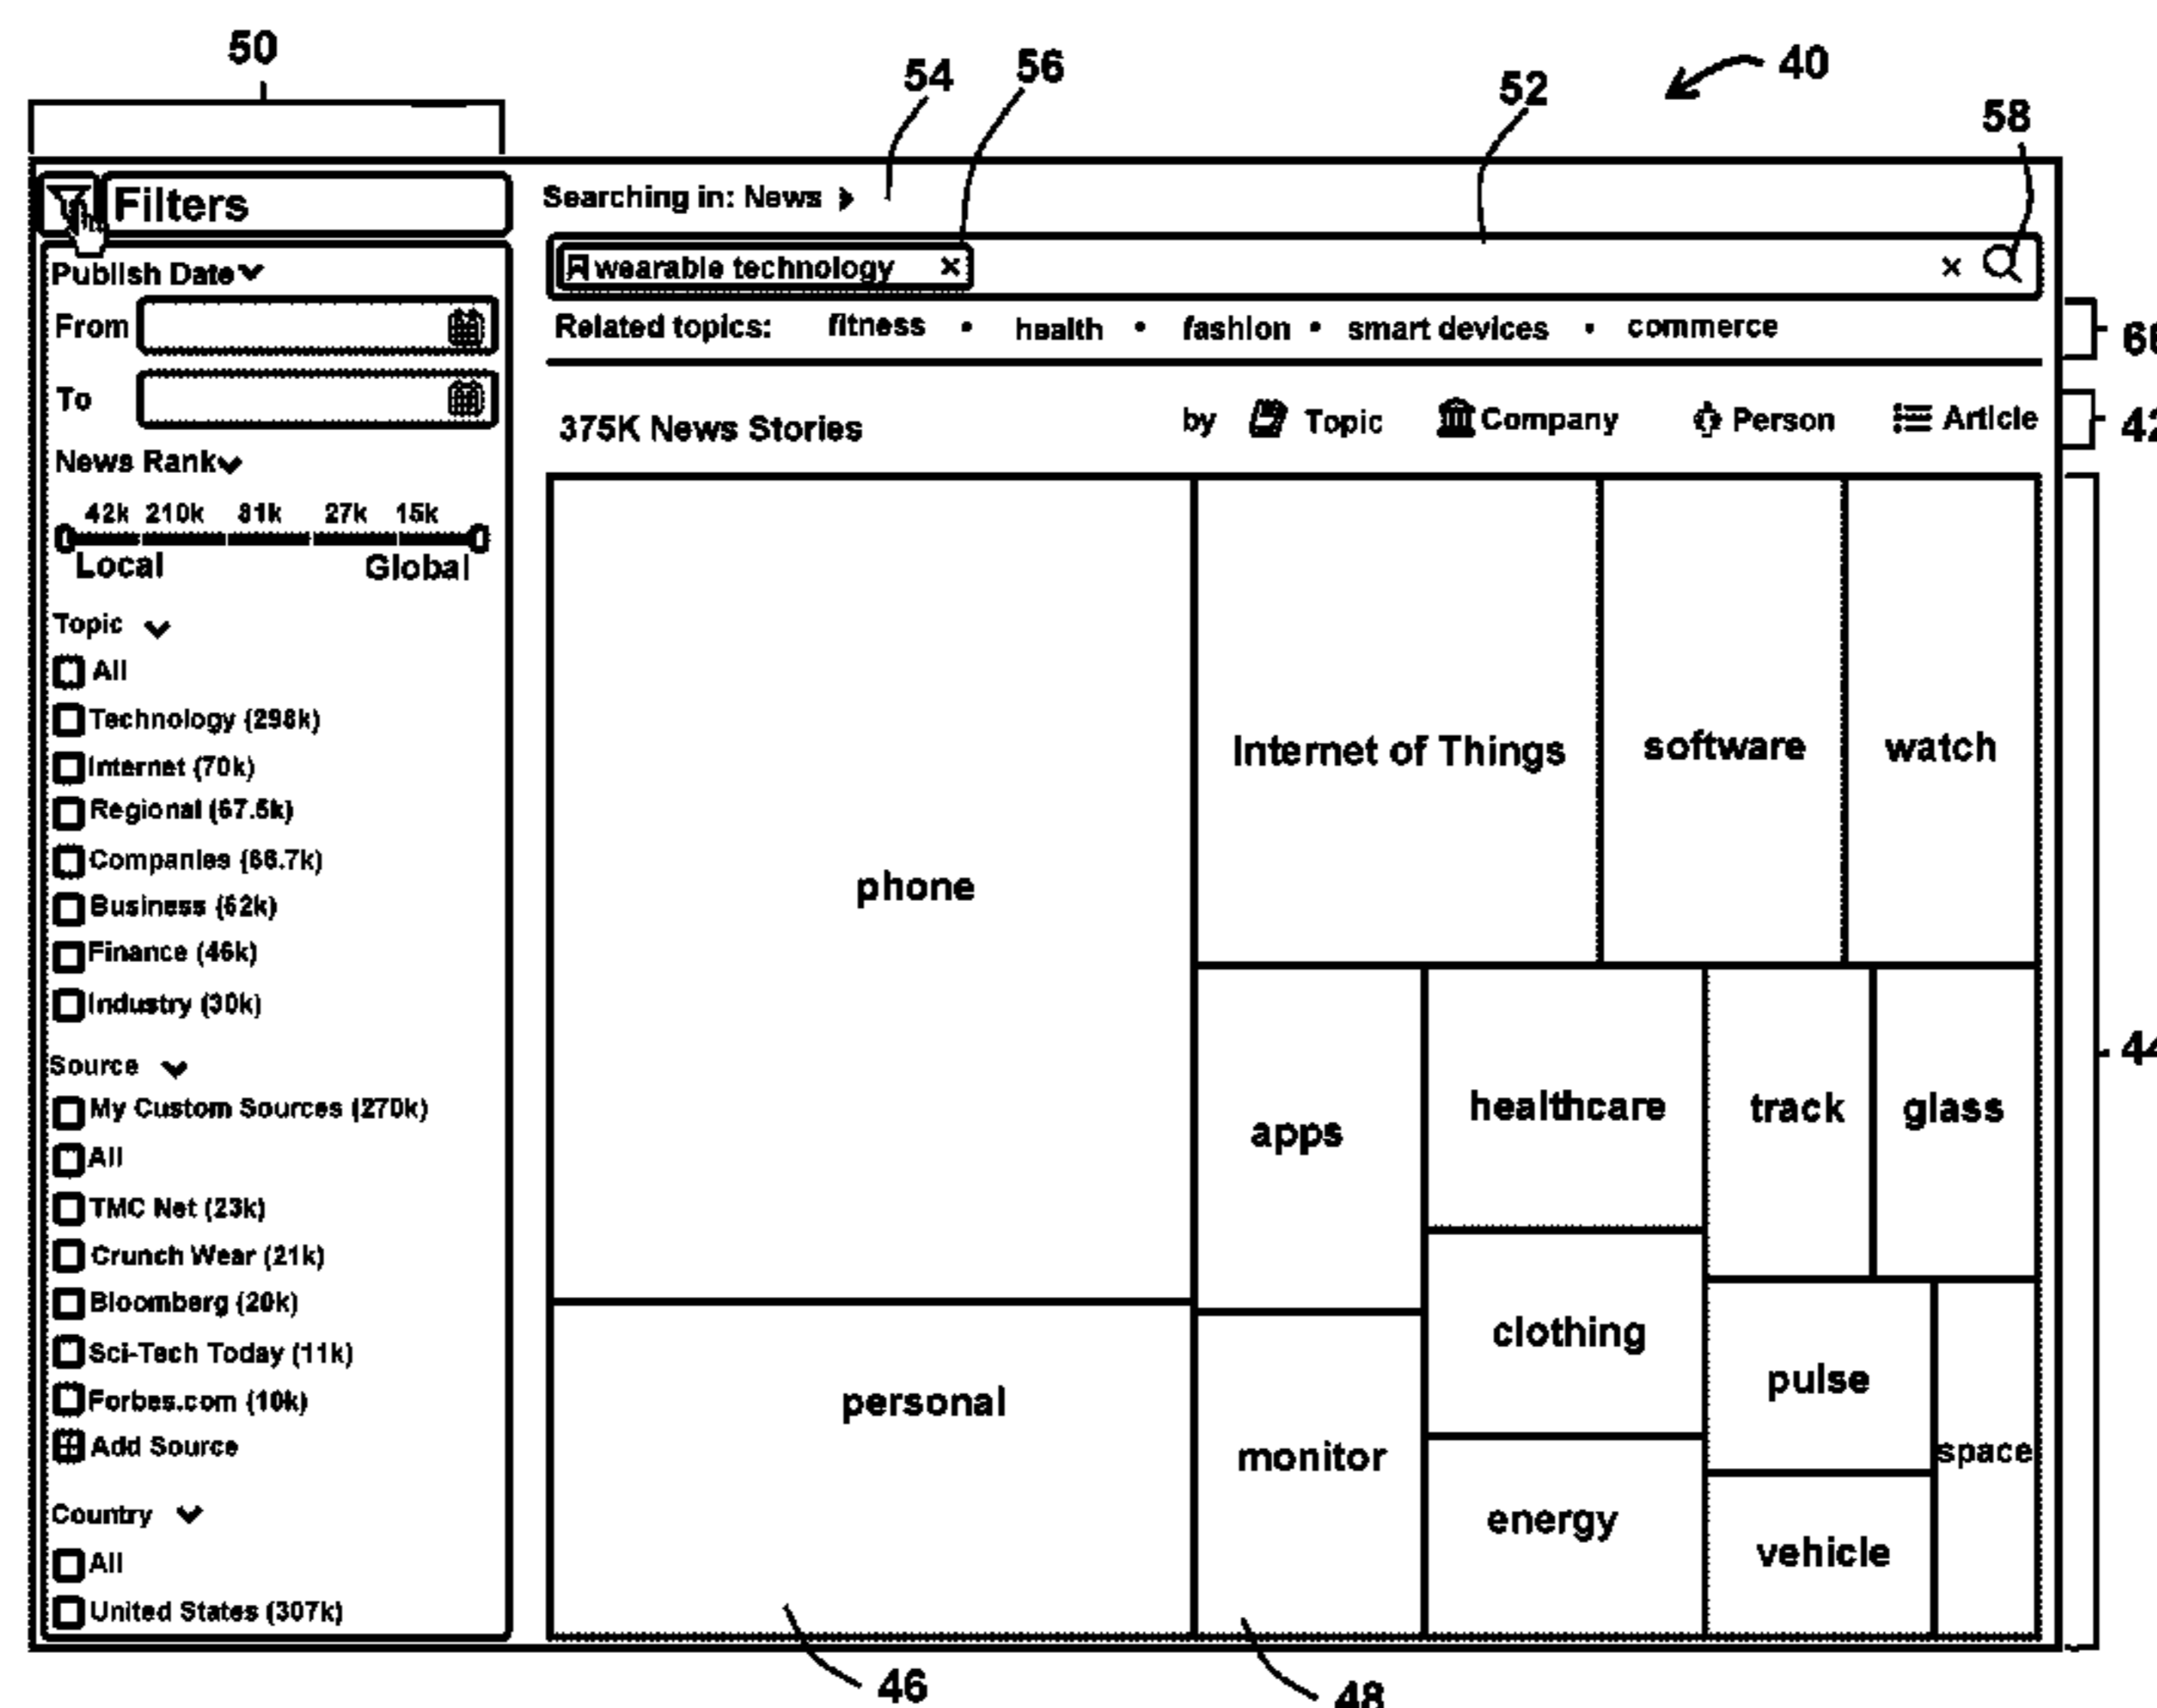 50
54
56
52
40
58
Filters
Searching in: News
wearable technology ×
×
Publish Date
From
To
Related topics: fitness • health • fashion • smart devices • commerce
375K News Stories
by Topic Company Person Article
42
News Rank
42k 210k 81k 27k 15k
Local Global
Topic
All
Technology (298k)
Internet (70k)
Regional (67.5k)
Companies (66.7k)
Business (62k)
Finance (46k)
Industry (30k)
Source
My Custom Sources (270k)
All
TMC Net (23k)
Crunch Wear (21k)
Bloomberg (20k)
Sci-Tech Today (11k)
Forbes.com (10k)
Add Source
Country
All
United States (307k)
phone
Internet of Things
software
watch
apps
healthcare
track
glass
44
personal
monitor
clothing
energy
pulse
space
vehicle
46
48